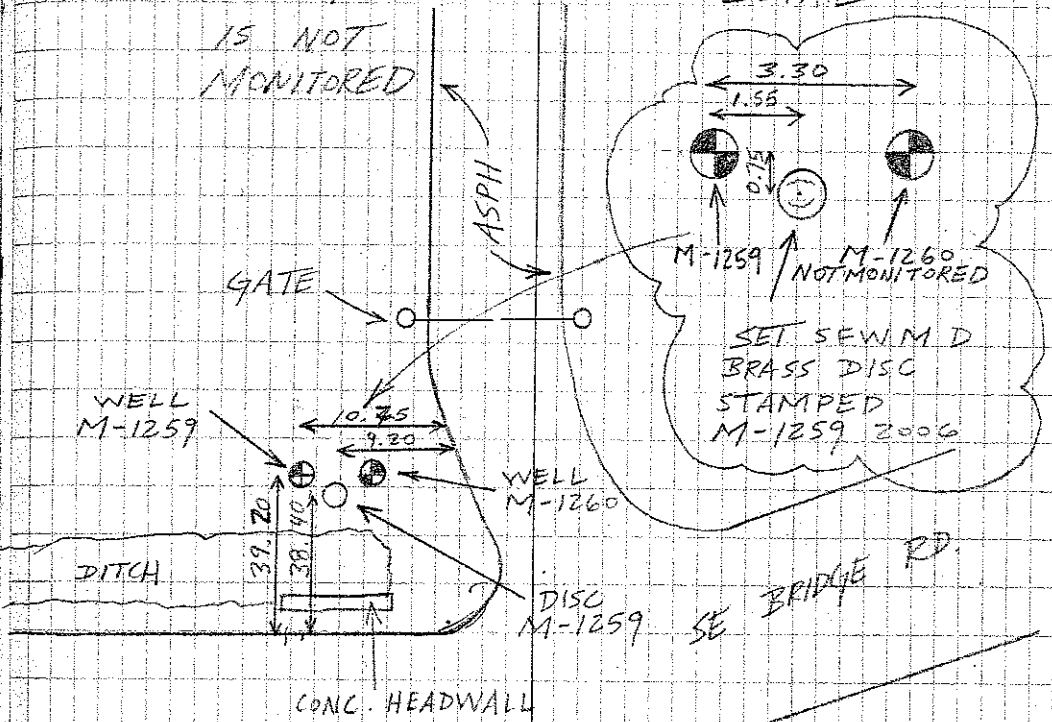 IS NOT
MONITORED
3.30
1.55
0.75
ASPH
M-1259
M-1260
NOT MONITORED
GATE
SET SFWMD
BRASS DISC
STAMPED
M-1259 2006
WELL
M-1259
10.75
9.20
WELL
M-1260
39.20
38.40
DITCH
DISC
M-1259
SE BRIDGE RD.
CONC. HEADWALL